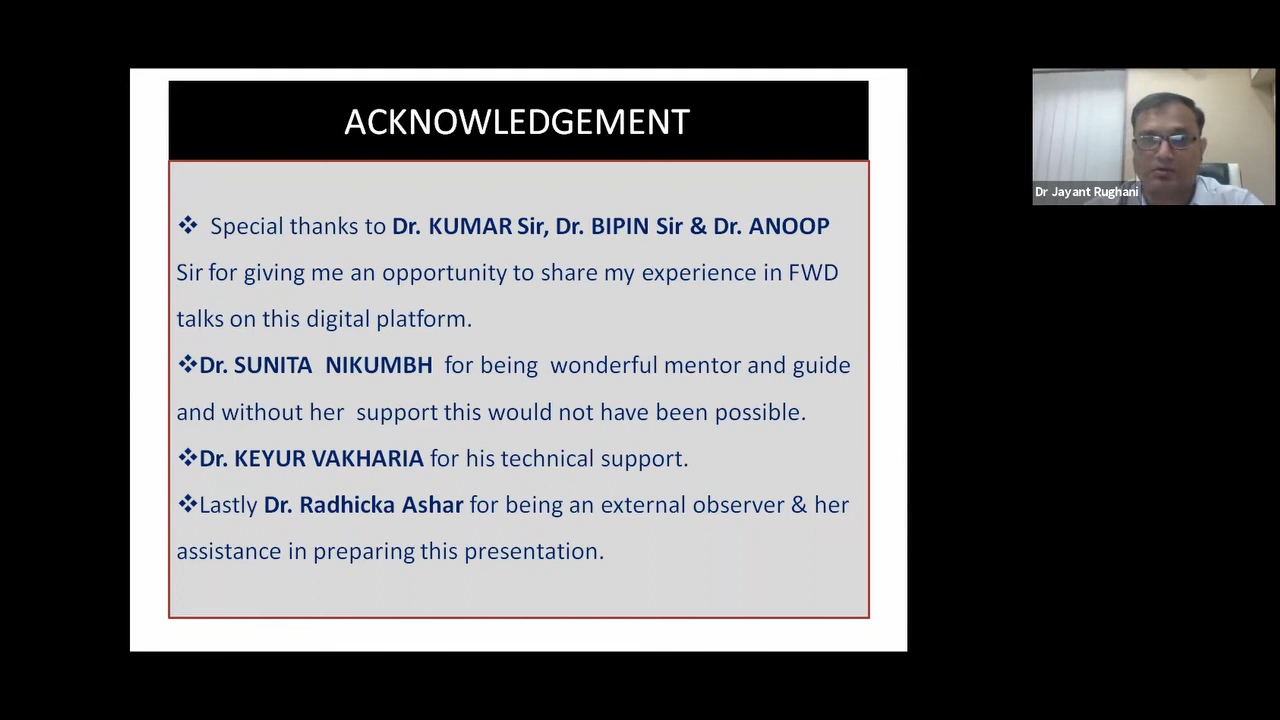 ACKNOWLEDGEMENT
❖ Special thanks to Dr. KUMAR Sir, Dr. BIPIN Sir & Dr. ANOOP
Sir for giving me an opportunity to share my experience in FWD
talks on this digital platform.
❖Dr. SUNITA NIKUMBH for being wonderful mentor and guide
and without her support this would not have been possible.
❖Dr. KEYUR VAKHARIA for his technical support.
❖Lastly Dr. Radhicka Ashar for being an external observer & her
assistance in preparing this presentation.
Dr Jayant Rughani